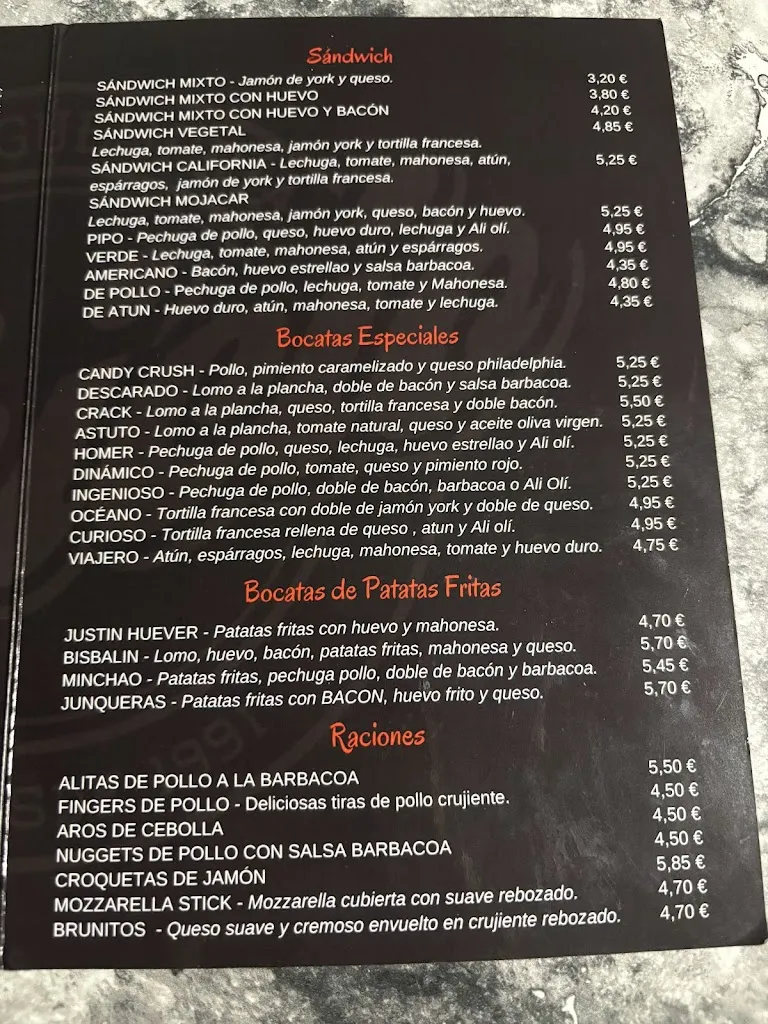 Sándwich
SÁNDWICH MIXTO - Jamón de york y queso. 3,20 €
SÁNDWICH MIXTO CON HUEVO 3,80 €
SÁNDWICH MIXTO CON HUEVO Y BACÓN 4,20 €
SÁNDWICH VEGETAL 4,85 €
Lechuga, tomate, mahonesa, jamón york y tortilla francesa.
SÁNDWICH CALIFORNIA - Lechuga, tomate, mahonesa, atún, 5,25 €
espárragos, jamón de york y tortilla francesa.
SÁNDWICH MOJACAR
Lechuga, tomate, mahonesa, jamón york, queso, bacón y huevo. 5,25 €
PIPO - Pechuga de pollo, queso, huevo duro, lechuga y Ali olí. 4,95 €
VERDE - Lechuga, tomate, mahonesa, atún y espárragos. 4,95 €
AMERICANO - Bacón, huevo estrellao y salsa barbacoa. 4,35 €
DE POLLO - Pechuga de pollo, lechuga, tomate y Mahonesa. 4,80 €
DE ATUN - Huevo duro, atún, mahonesa, tomate y lechuga. 4,35 €
Bocatas Especiales
CANDY CRUSH - Pollo, pimiento caramelizado y queso philadelphia. 5,25 €
DESCARADO - Lomo a la plancha, doble de bacón y salsa barbacoa. 5,25 €
CRACK - Lomo a la plancha, queso, tortilla francesa y doble bacón. 5,50 €
ASTUTO - Lomo a la plancha, tomate natural, queso y aceite oliva virgen. 5,25 €
HOMER - Pechuga de pollo, queso, lechuga, huevo estrellao y Ali olí. 5,25 €
DINÁMICO - Pechuga de pollo, tomate, queso y pimiento rojo. 5,25 €
INGENIOSO - Pechuga de pollo, doble de bacón, barbacoa o Ali Olí. 5,25 €
OCÉANO - Tortilla francesa con doble de jamón york y doble de queso. 4,95 €
CURIOSO - Tortilla francesa rellena de queso , atun y Ali olí. 4,95 €
VIAJERO - Atún, espárragos, lechuga, mahonesa, tomate y huevo duro. 4,75 €
Bocatas de Patatas Fritas
JUSTIN HUEVER - Patatas fritas con huevo y mahonesa. 4,70 €
BISBALIN - Lomo, huevo, bacón, patatas fritas, mahonesa y queso. 5,70 €
MINCHAO - Patatas fritas, pechuga pollo, doble de bacón y barbacoa. 5,45 €
JUNQUERAS - Patatas fritas con BACON, huevo frito y queso. 5,70 €
Raciones
ALITAS DE POLLO A LA BARBACOA 5,50 €
FINGERS DE POLLO - Deliciosas tiras de pollo crujiente. 4,50 €
AROS DE CEBOLLA 4,50 €
NUGGETS DE POLLO CON SALSA BARBACOA 4,50 €
CROQUETAS DE JAMÓN 5,85 €
MOZZARELLA STICK - Mozzarella cubierta con suave rebozado. 4,70 €
BRUNITOS - Queso suave y cremoso envuelto en crujiente rebozado. 4,70 €